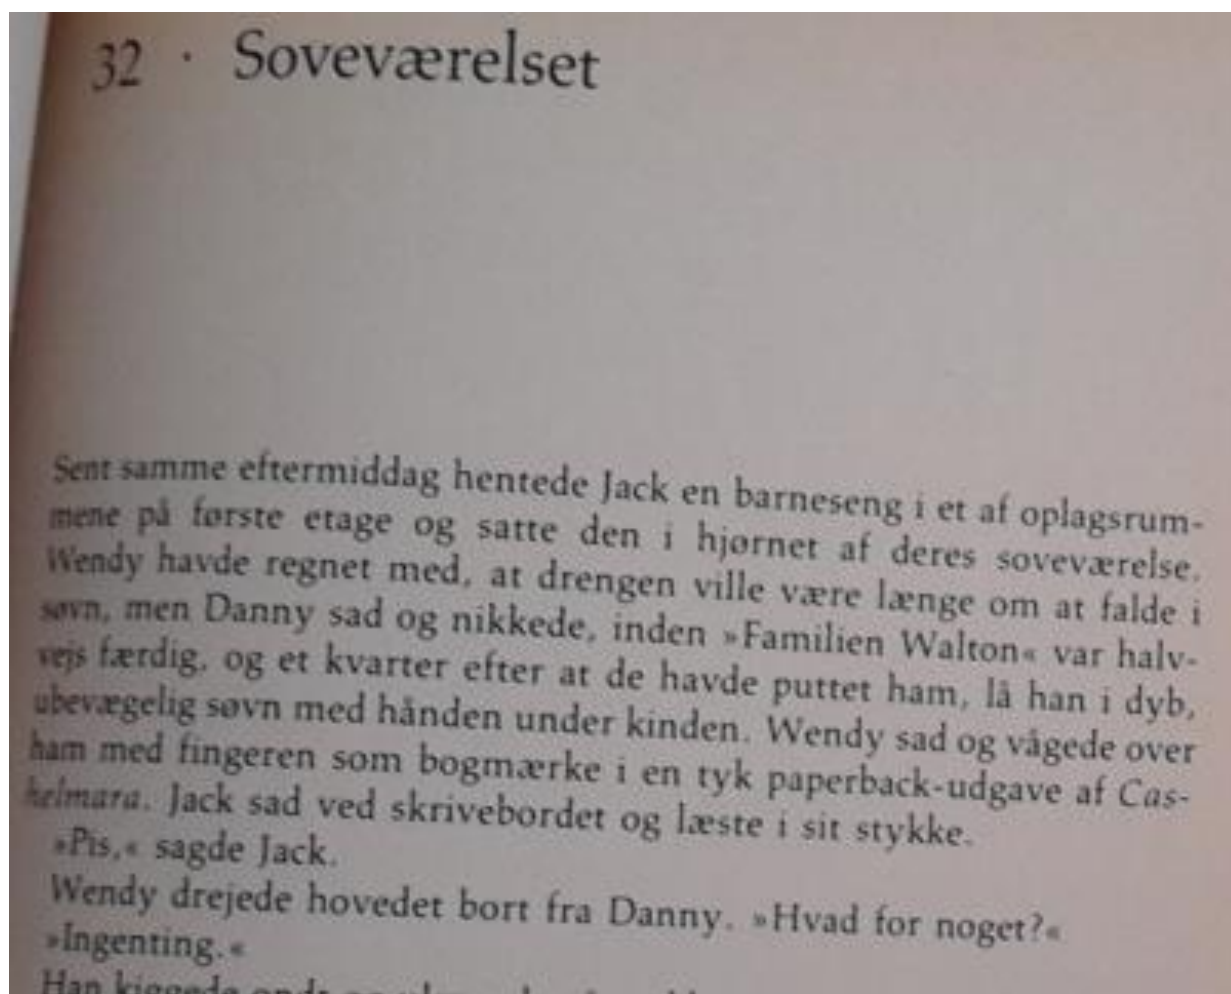 32 · Soveværelset
Sent samme eftermiddag hentede Jack en barneseng i et af oplagsrum-
mene på første etage og satte den i hjørnet af deres soveværelse.
Wendy havde regnet med, at drengen ville være længe om at falde i
søvn, men Danny sad og nikkede, inden »Familien Walton« var halv-
vejs færdig, og et kvarter efter at de havde puttet ham, lå han i dyb,
ubevægelig søvn med hånden under kinden. Wendy sad og vågede over
ham med fingeren som bogmærke i en tyk paperback-udgave af Cas-
helmara. Jack sad ved skrivebordet og læste i sit stykke.
»Pis,« sagde Jack.
Wendy drejede hovedet bort fra Danny. »Hvad for noget?«
»Ingenting.«
Han kiggede